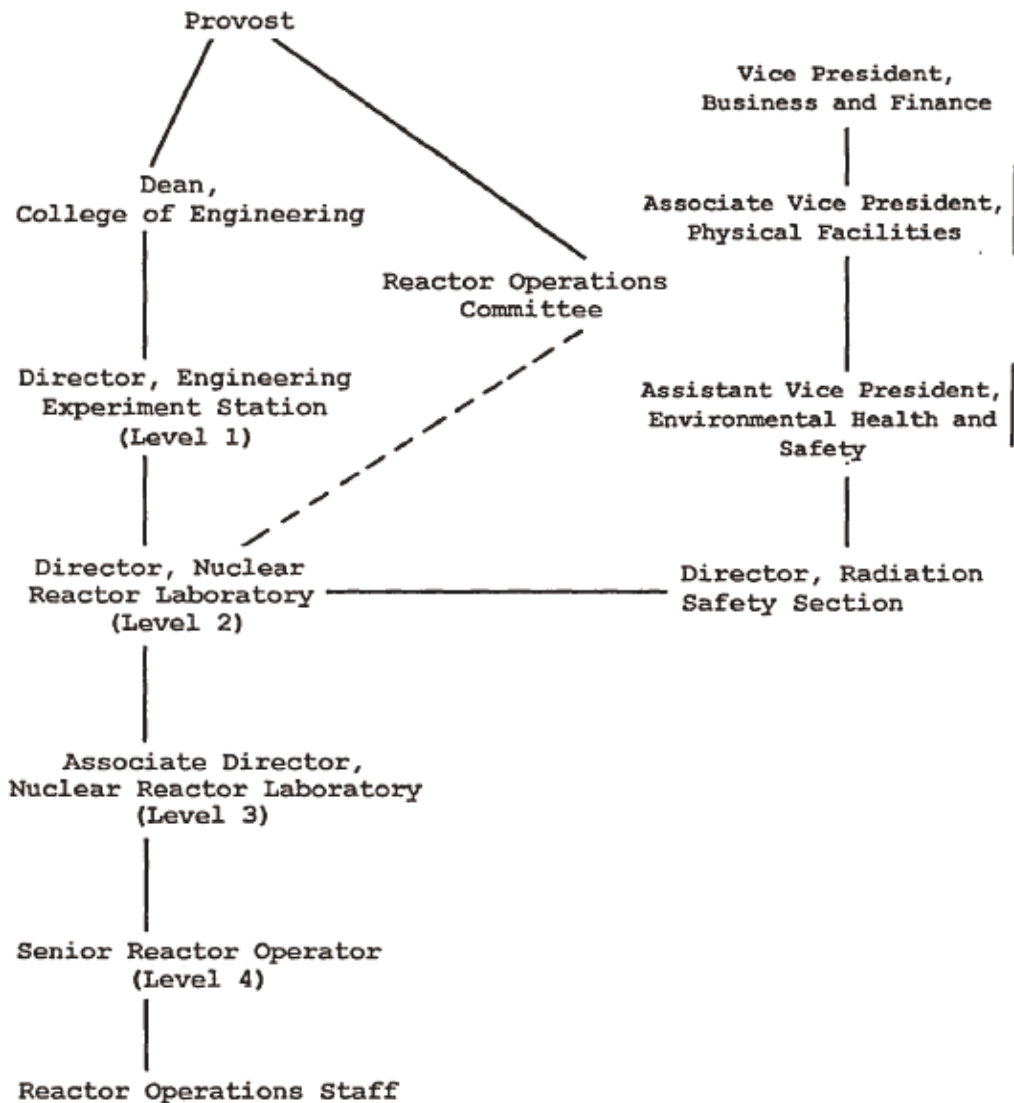 Provost
Vice President,
Business and Finance
Dean,
College of Engineering
Associate Vice President,
Physical Facilities
Reactor Operations
Committee
Director, Engineering
Experiment Station
(Level 1)
Assistant Vice President,
Environmental Health and
Safety
Director, Nuclear
Reactor Laboratory
(Level 2)
Director, Radiation
Safety Section
Associate Director,
Nuclear Reactor Laboratory
(Level 3)
Senior Reactor Operator
(Level 4)
Reactor Operations Staff